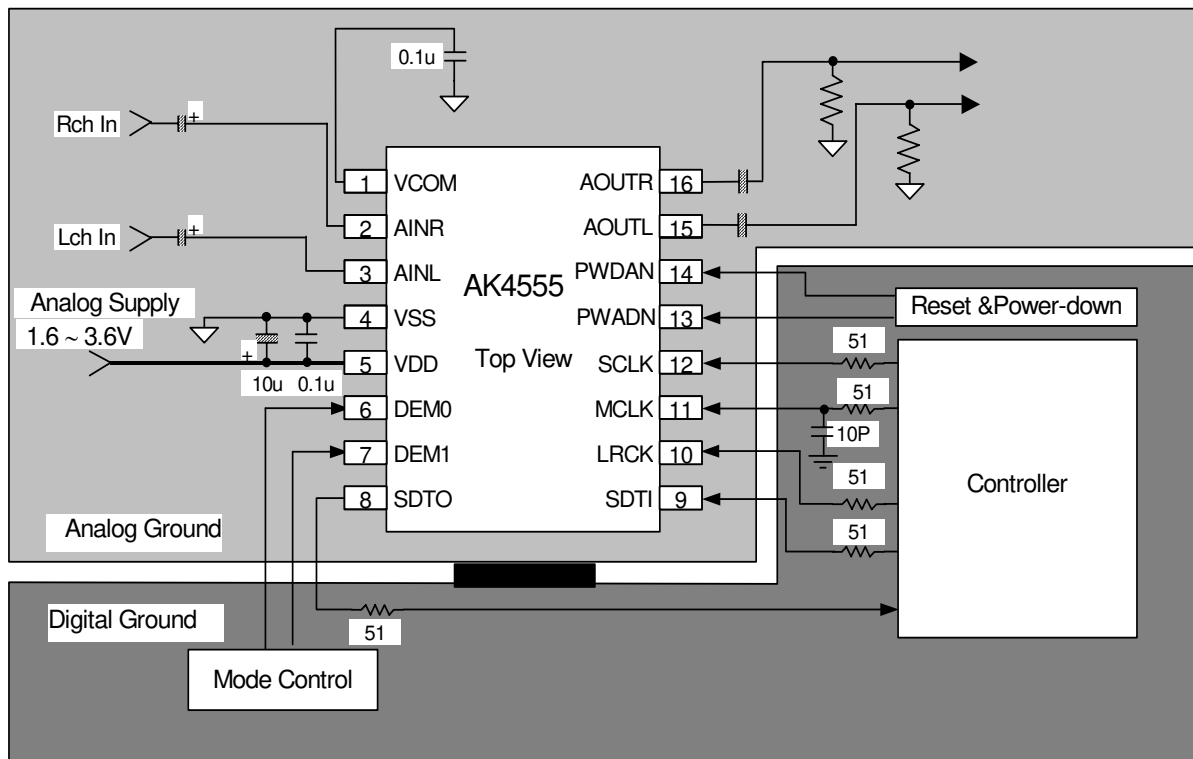 0.1u
+
Rch In
1 VCOM
AOUTR 16
2 AINR
AOUTL 15
+
Lch In
3 AINL
PWDAN 14
AK4555
Analog Supply
1.6 ~ 3.6V
Reset &Power-down
4 VSS
PWADN 13
Top View
+
5 VDD
SCLK 12
51
10u 0.1u
6 DEM0
MCLK 11
51
10P
7 DEM1
LRCK 10
51
Controller
8 SDTO
SDTI 9
51
Analog Ground
Digital Ground
51
Mode Control